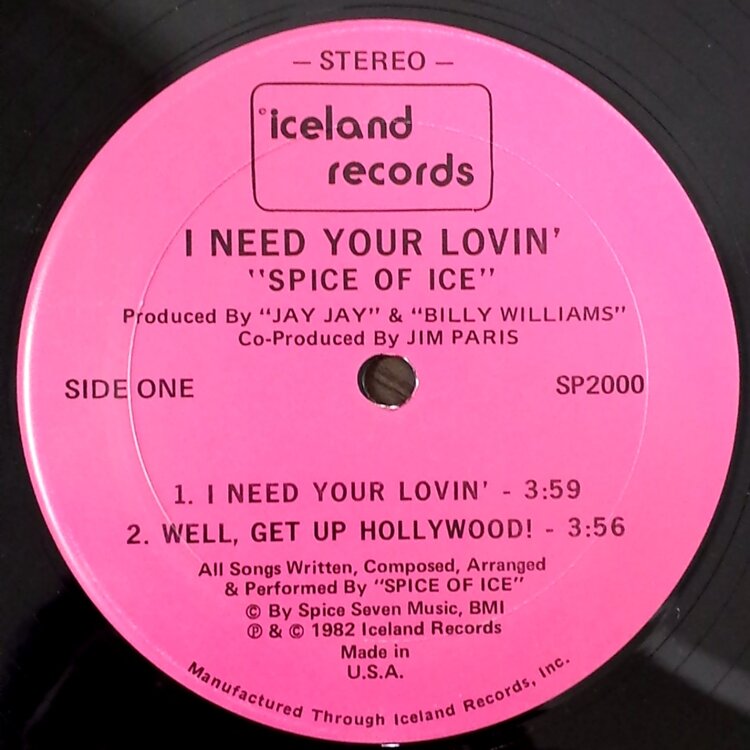 — STEREO —
© iceland
records
I NEED YOUR LOVIN'
"SPICE OF ICE"
Produced By "JAY JAY" & "BILLY WILLIAMS"
Co-Produced By JIM PARIS
SIDE ONE
SP2000
1. I NEED YOUR LOVIN' - 3:59
2. WELL, GET UP HOLLYWOOD! - 3:56
All Songs Written, Composed, Arranged
& Performed By "SPICE OF ICE"
© By Spice Seven Music, BMI
℗ & © 1982 Iceland Records
Made in
U.S.A.
Manufactured Through Iceland Records, Inc.